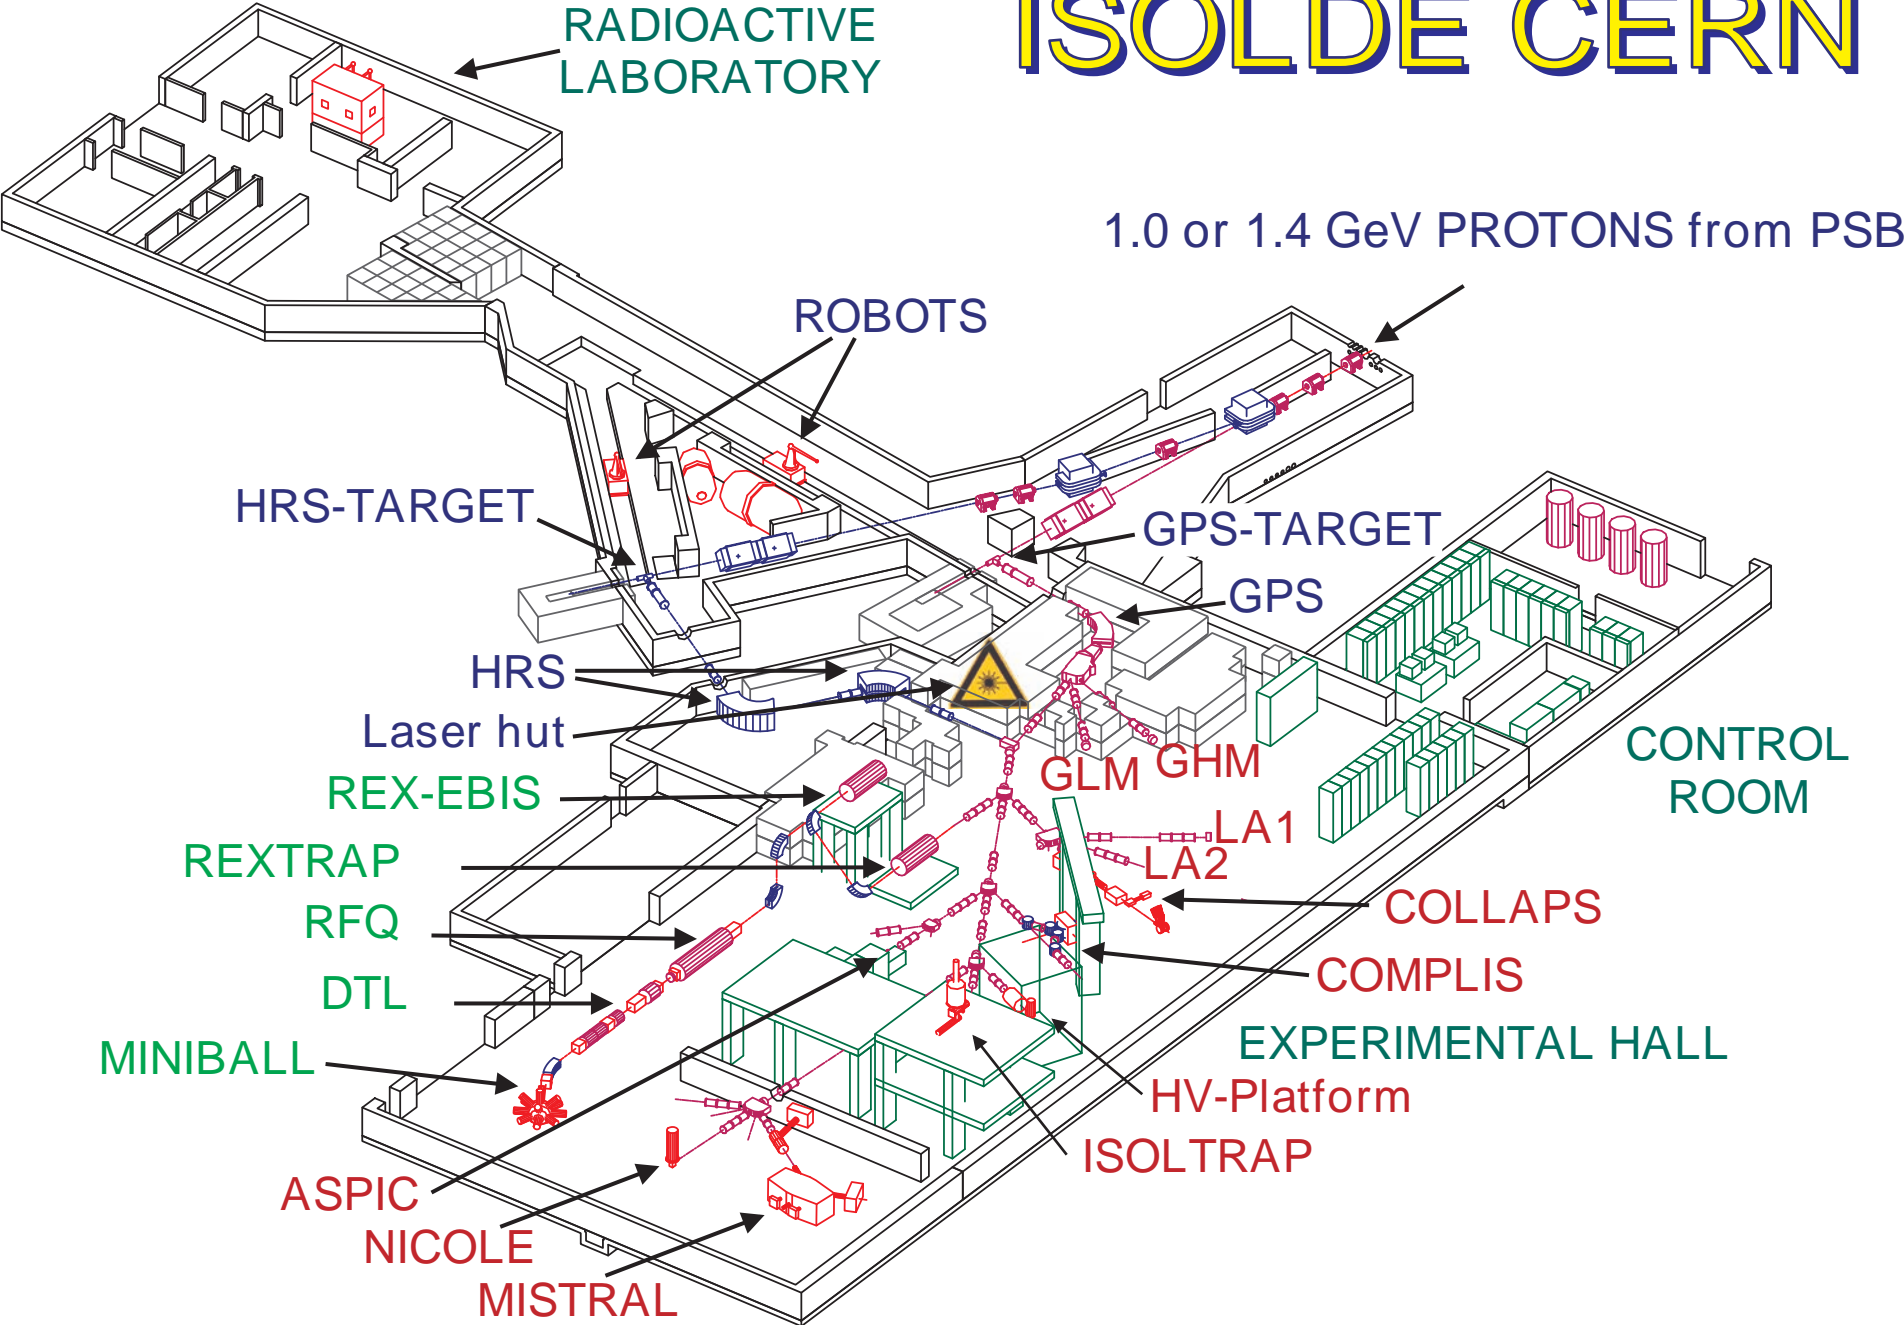 ISOLDE CERN
RADIOACTIVE
LABORATORY
1.0 or 1.4 GeV PROTONS from PSB
ROBOTS
HRS-TARGET
GPS-TARGET
GPS
HRS
Laser hut
GLM
GHM
CONTROL
ROOM
REX-EBIS
LA1
LA2
REXTRAP
COLLAPS
RFQ
COMPLIS
DTL
EXPERIMENTAL HALL
MINIBALL
HV-Platform
ISOLTRAP
ASPIC
NICOLE
MISTRAL